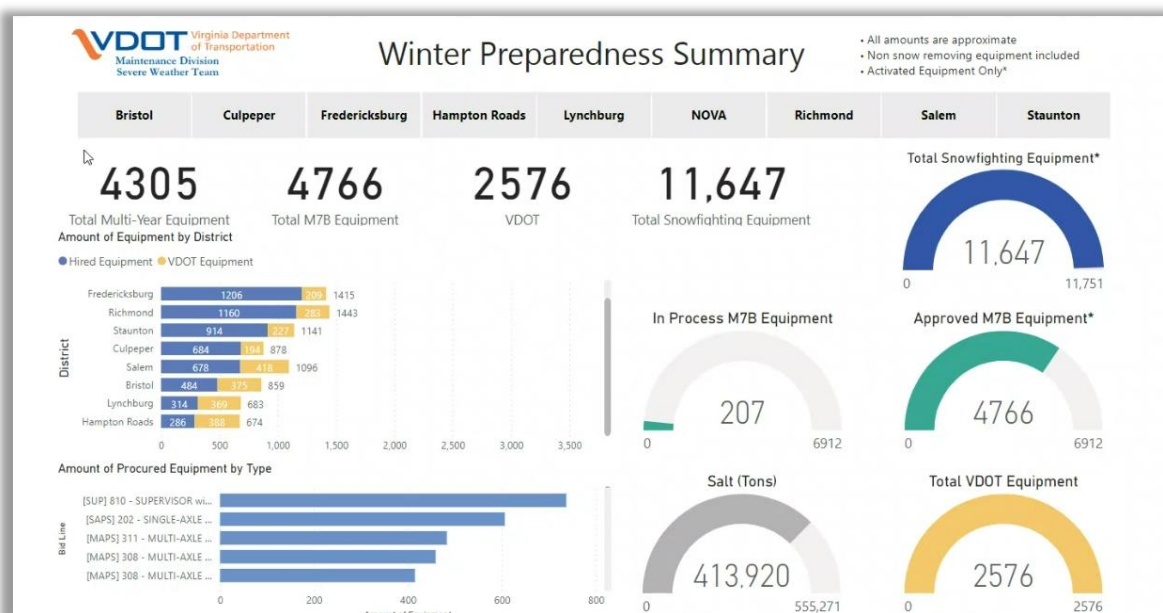 VDOT Virginia Department
of Transportation
Maintenance Division
Severe Weather Team
Winter Preparedness Summary
• All amounts are approximate
• Non snow removing equipment included
• Activated Equipment Only*
Bristol Culpeper Fredericksburg Hampton Roads Lynchburg NOVA Richmond Salem Staunton
4305
Total Multi-Year Equipment
4766
Total M7B Equipment
2576
VDOT
11,647
Total Snowfighting Equipment
Total Snowfighting Equipment*
11,647
0 11,751
Amount of Equipment by District
Hired Equipment VDOT Equipment
District
Fredericksburg 1206 209 1415
Richmond 1160 283 1443
Staunton 914 227 1141
Culpeper 684 194 878
Salem 678 418 1096
Bristol 484 375 859
Lynchburg 314 369 683
Hampton Roads 286 388 674
0 500 1,000 1,500 2,000 2,500 3,000 3,500
In Process M7B Equipment
207
0 6912
Approved M7B Equipment*
4766
0 6912
Amount of Procured Equipment by Type
Bid Line
[SUP] 810 - SUPERVISOR wi...
[SAPS] 202 - SINGLE-AXLE ...
[MAPS] 311 - MULTI-AXLE ...
[MAPS] 308 - MULTI-AXLE ...
[MAPS] 308 - MULTI-AXLE ...
0 200 400 600 800
Salt (Tons)
413,920
0 555,271
Total VDOT Equipment
2576
0 2576